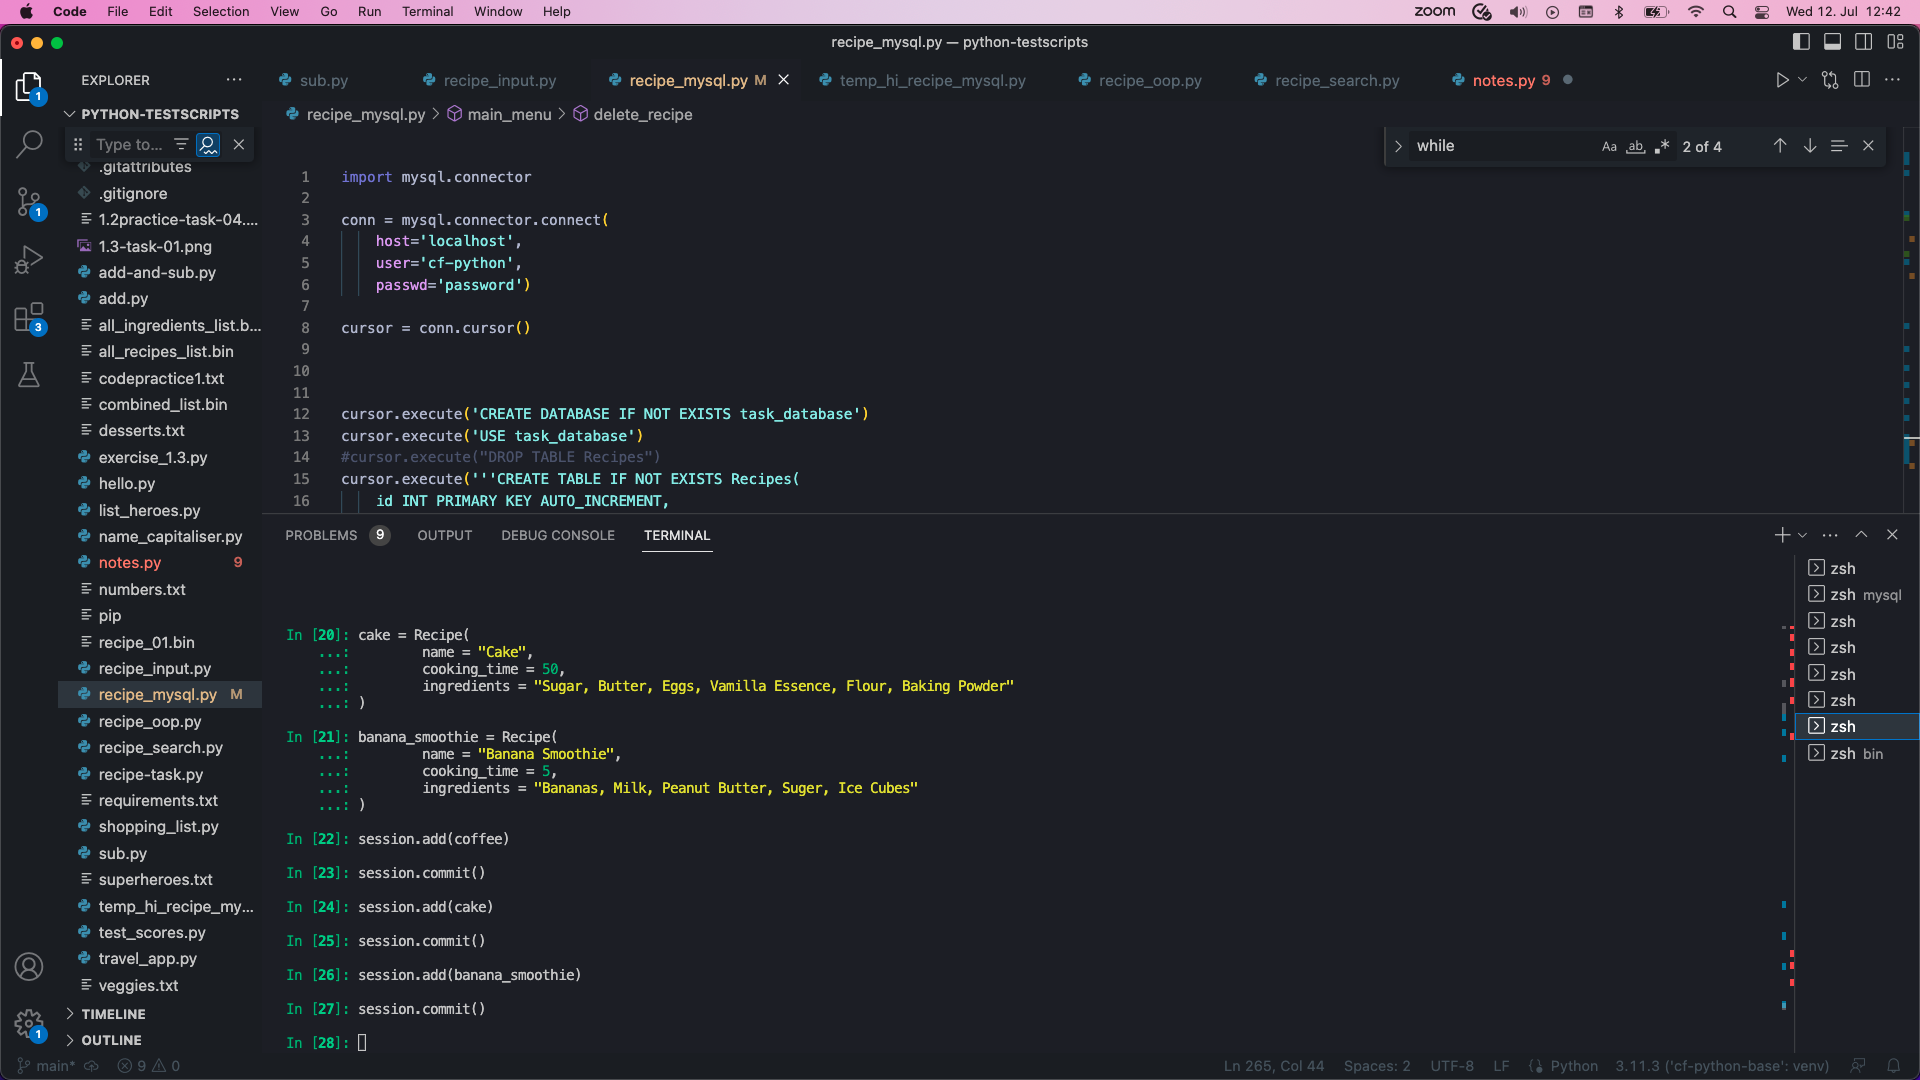 Code File Edit Selection View Go Run Terminal Window Help zoom Wed 12. Jul 12:42
recipe_mysql.py — python-testscripts
EXPLORER
sub.py recipe_input.py recipe_mysql.py M temp_hi_recipe_mysql.py recipe_oop.py recipe_search.py notes.py 9
PYTHON-TESTSCRIPTS
recipe_mysql.py > main_menu > delete_recipe
Type to...
while Aa ab 2 of 4
.gitattributes
.gitignore
1.2practice-task-04....
1.3-task-01.png
add-and-sub.py
add.py
all_ingredients_list.b...
all_recipes_list.bin
codepractice1.txt
combined_list.bin
desserts.txt
exercise_1.3.py
hello.py
list_heroes.py
name_capitaliser.py
notes.py 9
numbers.txt
pip
recipe_01.bin
recipe_input.py
recipe_mysql.py M
recipe_oop.py
recipe_search.py
recipe-task.py
requirements.txt
shopping_list.py
sub.py
superheroes.txt
temp_hi_recipe_my...
test_scores.py
travel_app.py
veggies.txt
TIMELINE
OUTLINE
1
1
3
1
1 import mysql.connector
2
3 conn = mysql.connector.connect(
4 host='localhost',
5 user='cf-python',
6 passwd='password')
7
8 cursor = conn.cursor()
9
10
11
12 cursor.execute('CREATE DATABASE IF NOT EXISTS task_database')
13 cursor.execute('USE task_database')
14 #cursor.execute("DROP TABLE Recipes")
15 cursor.execute('''CREATE TABLE IF NOT EXISTS Recipes(
16 id INT PRIMARY KEY AUTO_INCREMENT,
PROBLEMS 9 OUTPUT DEBUG CONSOLE TERMINAL
In [20]: cake = Recipe(
...: name = "Cake",
...: cooking_time = 50,
...: ingredients = "Sugar, Butter, Eggs, Vamilla Essence, Flour, Baking Powder"
...: )
In [21]: banana_smoothie = Recipe(
...: name = "Banana Smoothie",
...: cooking_time = 5,
...: ingredients = "Bananas, Milk, Peanut Butter, Suger, Ice Cubes"
...: )
In [22]: session.add(coffee)
In [23]: session.commit()
In [24]: session.add(cake)
In [25]: session.commit()
In [26]: session.add(banana_smoothie)
In [27]: session.commit()
In [28]:
zsh
zsh mysql
zsh
zsh
zsh
zsh
zsh
zsh bin
main* 9 0 Ln 265, Col 44 Spaces: 2 UTF-8 LF Python 3.11.3 ('cf-python-base': venv)